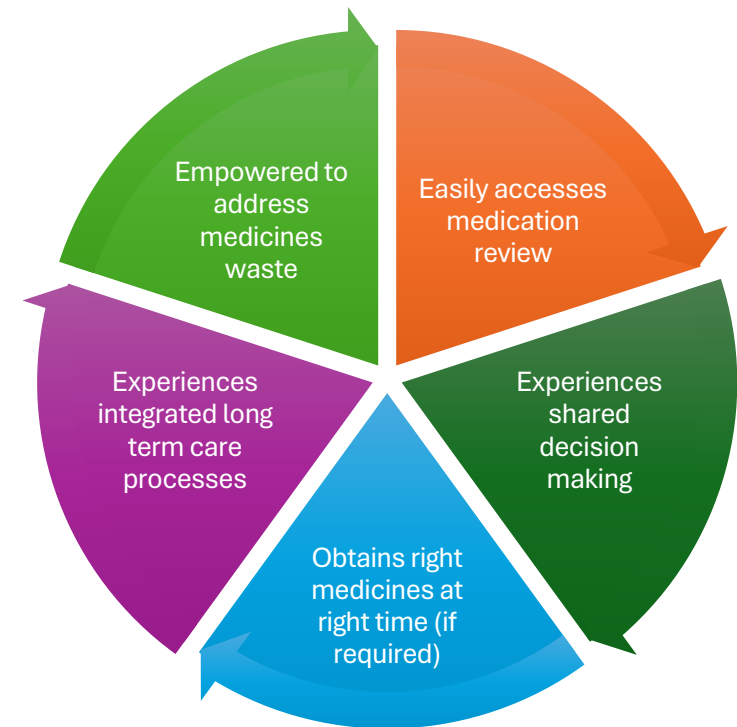 Easily accesses
medication
review
Experiences
shared
decision
making
Obtains right
medicines at
right time (if
required)
Experiences
integrated long
term care
processes
Empowered to
address
medicines
waste